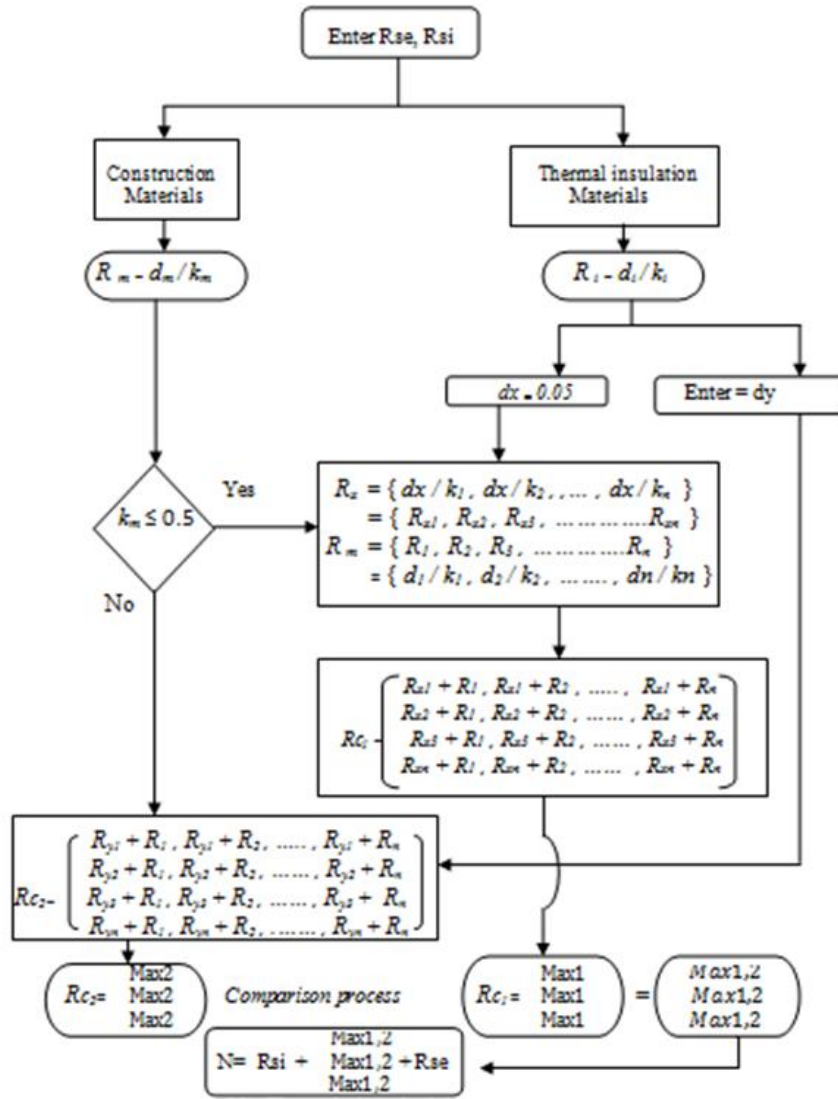 Enter Rse, Rsi
Construction
Materials
Thermal insulation
Materials
R m = dm / km
R i = di / ki
dx = 0.05
Enter = dy
km ≤ 0.5
Yes
No
Rx = { dx / k1 , dx / k2 , , ... , dx / kn }
= { Rx1 , Rx2 , Rx3 , ................Rxn }
R m = { R1 , R2 , R3 , ................Rn }
= { d1 / k1 , d2 / k2 , ....... , dn / kn }
Rc1 =
Rx1 + R1 , Rx1 + R2 , ..... , Rx1 + Rn
Rx2 + R1 , Rx2 + R2 , ...... , Rx2 + Rn
Rx3 + R1 , Rx3 + R2 , ...... , Rx3 + Rn
Rxn + R1 , Rxn + R2 , ...... , Rxn + Rn
Rc2 =
Ry1 + R1 , Ry1 + R2 , ..... , Ry1 + Rn
Ry2 + R1 , Ry2 + R2 , ...... , Ry2 + Rn
Ry3 + R1 , Ry3 + R2 , ...... , Ry3 + Rn
Ryn + R1 , Ryn + R2 , ....... , Ryn + Rn
Rc2=
Max2
Max2
Max2
Comparison process
Rc1=
Max1
Max1
Max1
=
Max1,2
Max1,2
Max1,2
Max1,2
N= Rsi + Max1,2 +Rse
Max1,2